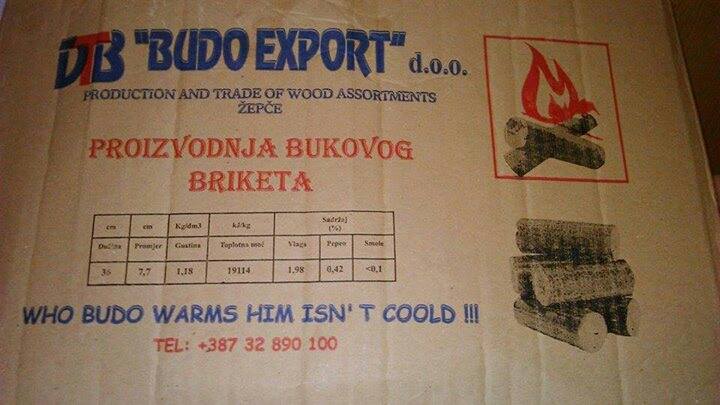 DTB "BUDO EXPORT" d.o.o.
PRODUCTION AND TRADE OF WOOD ASSORTMENTS
ŽEPČE
PROIZVODNJA BUKOVOG
BRIKETA
cm cm Kg/dm3 kJ/kg Sadržaj (%)
Dužina Promjer Gustina Toplotna moć Vlaga Pepeo Smole
36 7,7 1,18 19114 1,98 0,42 <0,1
WHO BUDO WARMS HIM ISN'T COOLD !!!
TEL: +387 32 890 100